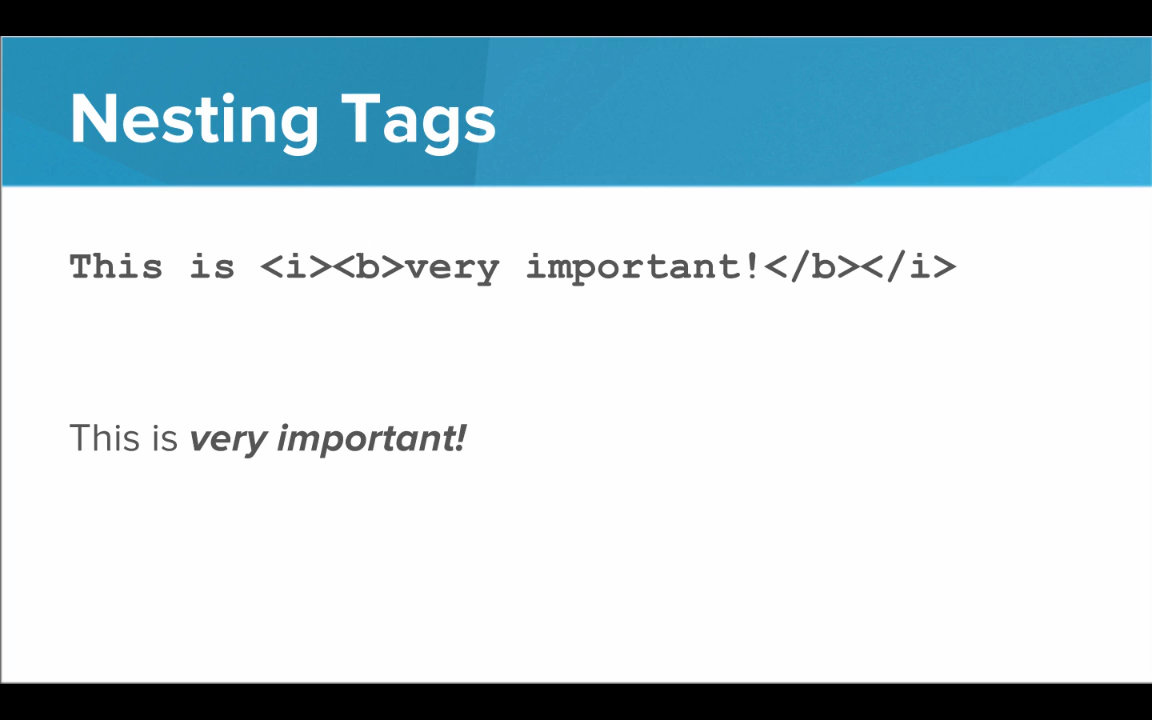 Nesting Tags
This is <i><b>very important!</b></i>
This is very important!